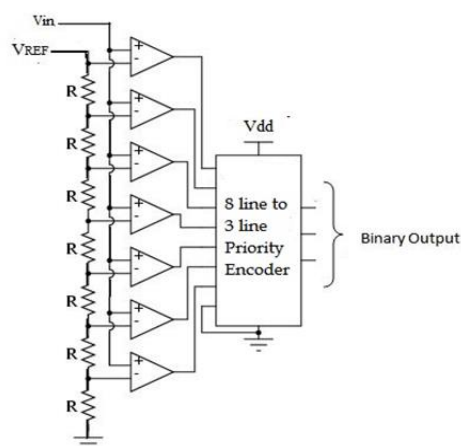 Vin
VREF
R
R
R
R
R
R
R
+
-
+
-
+
-
+
-
+
-
+
-
+
-
Vdd
8 line to
3 line
Priority
Encoder
Binary Output